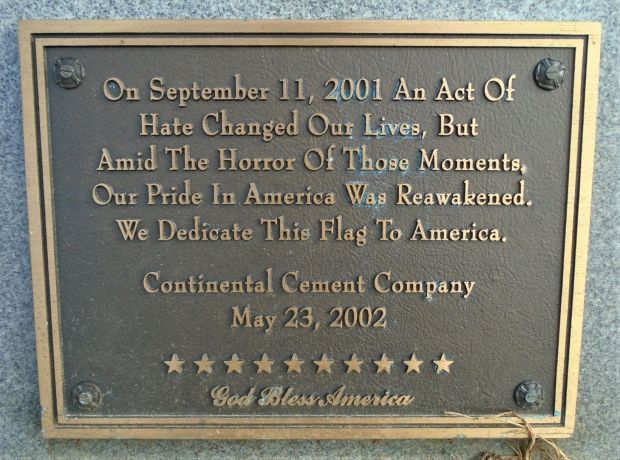 On September 11, 2001 An Act Of
Hate Changed Our Lives, But
Amid The Horror Of Those Moments,
Our Pride In America Was Reawakened.
We Dedicate This Flag To America.
Continental Cement Company
May 23, 2002
God Bless America